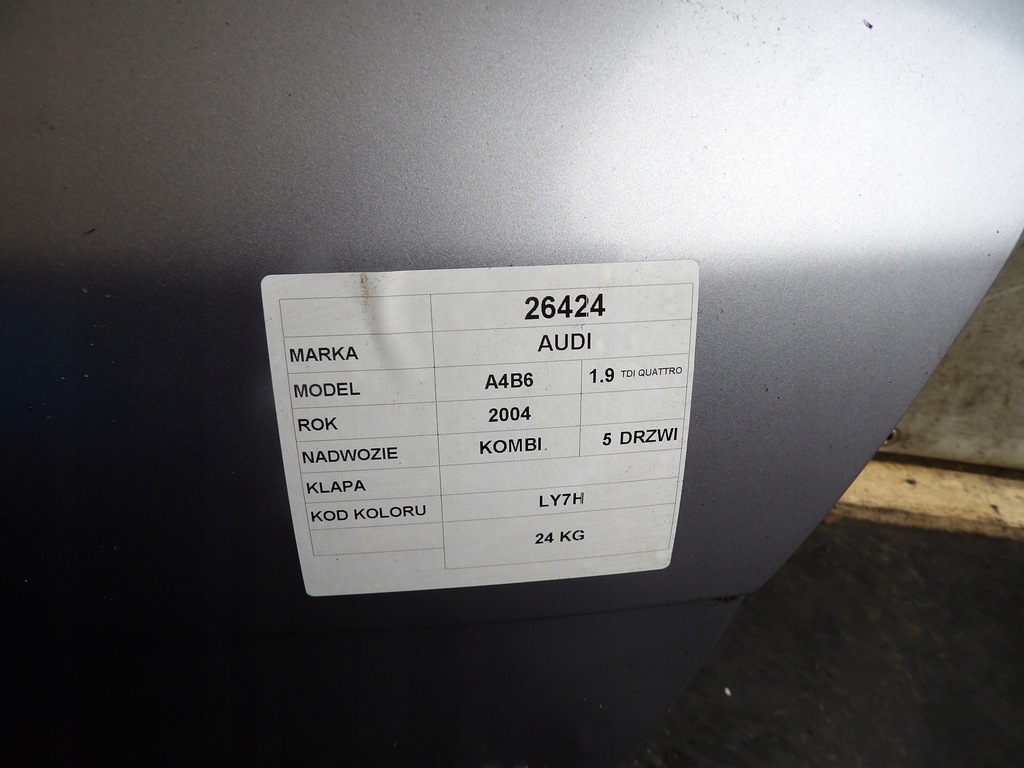 26424
MARKA AUDI
MODEL A4B6 1.9 TDI QUATTRO
ROK 2004
NADWOZIE KOMBI. 5 DRZWI
KLAPA
KOD KOLORU LY7H
24 KG